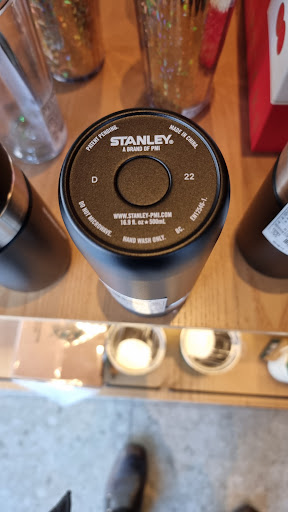 PATENT PENDING.
MADE IN CHINA.
STANLEY®
A BRAND OF PMI
D
22
DO NOT MICROWAVE.
WWW.STANLEY-PMI.COM
16.9 fl. oz ℮ 500mL
HAND WASH ONLY.
BC.